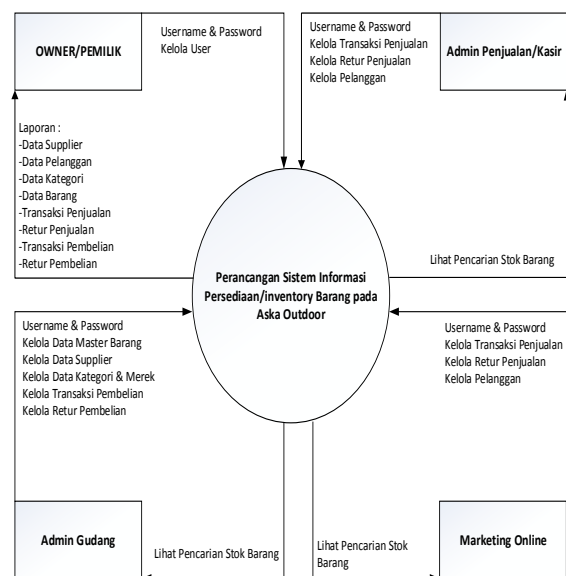 OWNER/PEMILIK
Username & Password
Kelola User
Username & Password
Kelola Transaksi Penjualan
Kelola Retur Penjualan
Kelola Pelanggan
Admin Penjualan/Kasir
Laporan :
-Data Supplier
-Data Pelanggan
-Data Kategori
-Data Barang
-Transaksi Penjualan
-Retur Penjualan
-Transaksi Pembelian
-Retur Pembelian
Lihat Pencarian Stok Barang
Perancangan Sistem Informasi
Persediaan/inventory Barang pada
Aska Outdoor
Username & Password
Kelola Data Master Barang
Kelola Data Supplier
Kelola Data Kategori & Merek
Kelola Transaksi Pembelian
Kelola Retur Pembelian
Username & Password
Kelola Transaksi Penjualan
Kelola Retur Penjualan
Kelola Pelanggan
Admin Gudang
Lihat Pencarian Stok Barang
Lihat Pencarian Stok
Barang
Marketing Online